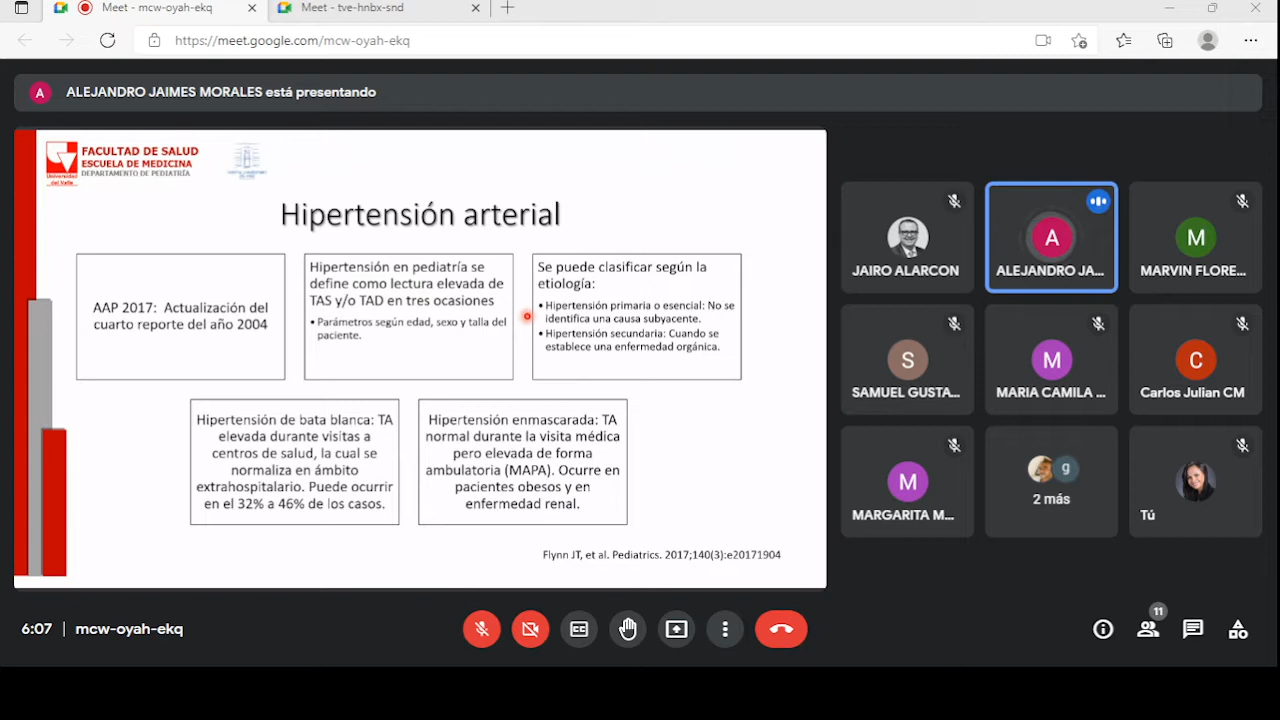 Meet - mcw-oyah-ekq
Meet - tve-hnbx-snd
https://meet.google.com/mcw-oyah-ekq
A
ALEJANDRO JAIMES MORALES está presentando
Universidad
del Valle
FACULTAD DE SALUD
ESCUELA DE MEDICINA
DEPARTAMENTO DE PEDIATRÍA
Hipertensión arterial
AAP 2017: Actualización del
cuarto reporte del año 2004
Hipertensión en pediatría se
define como lectura elevada de
TAS y/o TAD en tres ocasiones
• Parámetros según edad, sexo y talla del
paciente.
Se puede clasificar según la
etiología:
• Hipertensión primaria o esencial: No se
identifica una causa subyacente.
• Hipertensión secundaria: Cuando se
establece una enfermedad orgánica.
Hipertensión de bata blanca: TA
elevada durante visitas a
centros de salud, la cual se
normaliza en ámbito
extrahospitalario. Puede ocurrir
en el 32% a 46% de los casos.
Hipertensión enmascarada: TA
normal durante la visita médica
pero elevada de forma
ambulatoria (MAPA). Ocurre en
pacientes obesos y en
enfermedad renal.
Flynn JT, et al. Pediatrics. 2017;140(3):e20171904
JAIRO ALARCON
A
ALEJANDRO JA...
M
MARVIN FLORE...
S
SAMUEL GUSTA...
M
MARIA CAMILA ...
C
Carlos Julian CM
M
MARGARITA M...
g
2 más
Tú
6:07 | mcw-oyah-ekq
CC
11